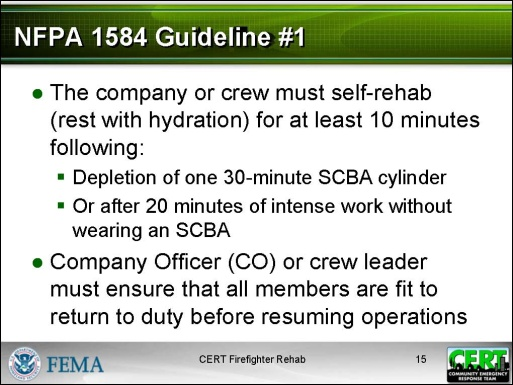 NFPA 1584 Guideline #1
● The company or crew must self-rehab
(rest with hydration) for at least 10 minutes
following:
▪ Depletion of one 30-minute SCBA cylinder
▪ Or after 20 minutes of intense work without
wearing an SCBA
● Company Officer (CO) or crew leader
must ensure that all members are fit to
return to duty before resuming operations
FEMA
CERT Firefighter Rehab
15
CERT
COMMUNITY EMERGENCY
RESPONSE TEAM